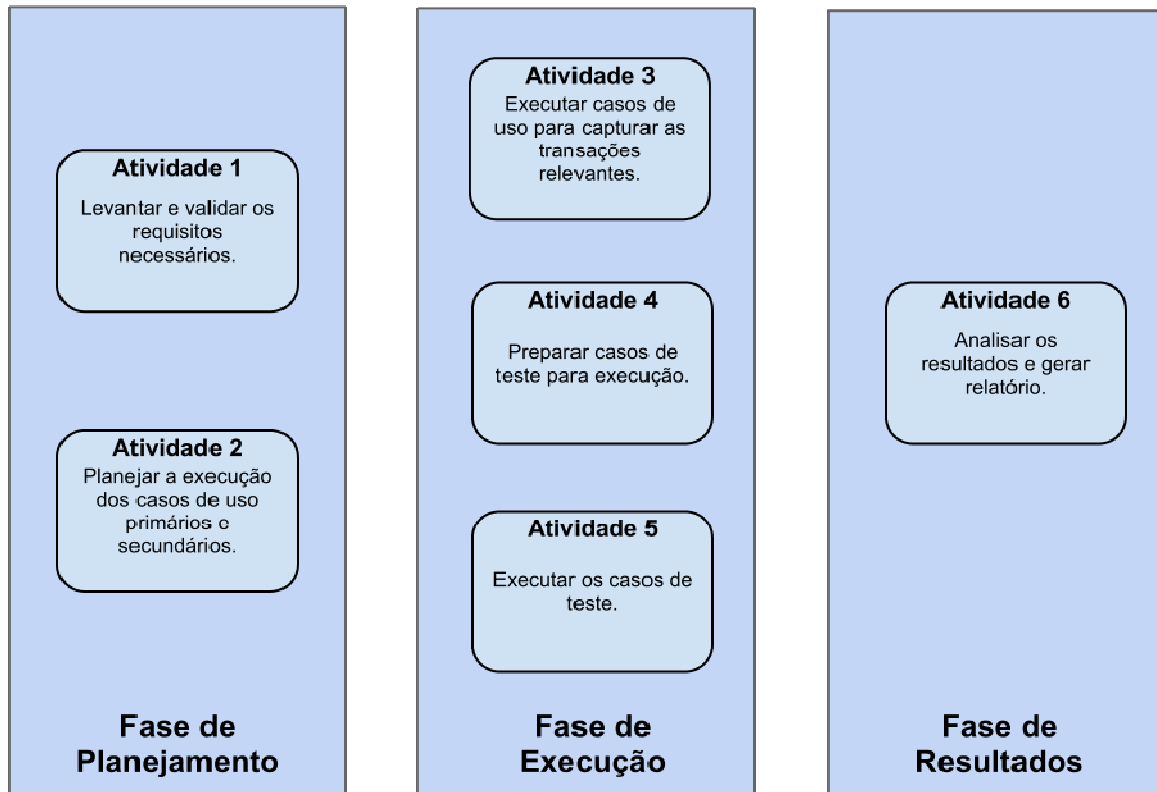 Atividade 1
Levantar e validar os
requisitos
necessários.
Atividade 2
Planejar a execução
dos casos de uso
primários e
secundários.
Fase de
Planejamento
Atividade 3
Executar casos de
uso para capturar as
transações
relevantes.
Atividade 4
Preparar casos de
teste para execução.
Atividade 5
Executar os casos de
teste.
Fase de
Execução
Atividade 6
Analisar os
resultados e gerar
relatório.
Fase de
Resultados